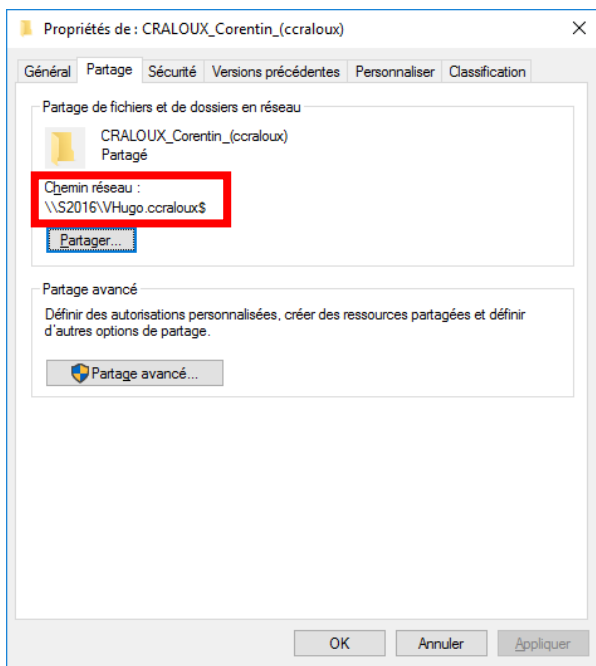 Propriétés de : CRALOUX_Corentin_(ccraloux)
Général Partage Sécurité Versions précédentes Personnaliser Classification
Partage de fichiers et de dossiers en réseau
CRALOUX_Corentin_(ccraloux)
Partagé
Chemin réseau :
\\S2016\VHugo.ccraloux$
Partager...
Partage avancé
Définir des autorisations personnalisées, créer des ressources partagées et définir
d'autres options de partage.
Partage avancé...
OK Annuler Appliquer